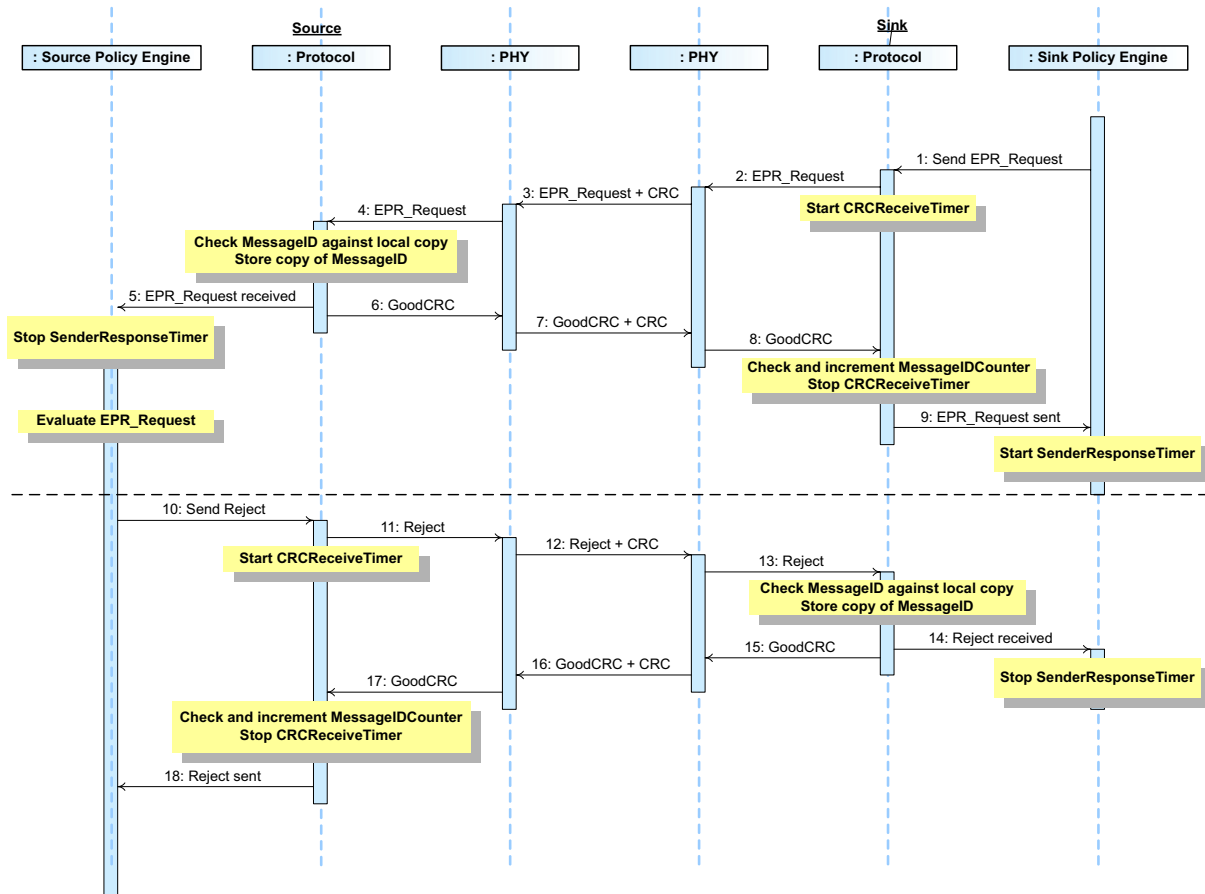 Source
Sink
: Source Policy Engine
: Protocol
: PHY
: PHY
: Protocol
: Sink Policy Engine
1: Send EPR_Request
2: EPR_Request
3: EPR_Request + CRC
Start CRCReceiveTimer
4: EPR_Request
Check MessageID against local copy
Store copy of MessageID
5: EPR_Request received
6: GoodCRC
7: GoodCRC + CRC
Stop SenderResponseTimer
8: GoodCRC
Check and increment MessageIDCounter
Stop CRCReceiveTimer
Evaluate EPR_Request
9: EPR_Request sent
Start SenderResponseTimer
10: Send Reject
11: Reject
Start CRCReceiveTimer
12: Reject + CRC
13: Reject
Check MessageID against local copy
Store copy of MessageID
14: Reject received
15: GoodCRC
16: GoodCRC + CRC
Stop SenderResponseTimer
17: GoodCRC
Check and increment MessageIDCounter
Stop CRCReceiveTimer
18: Reject sent